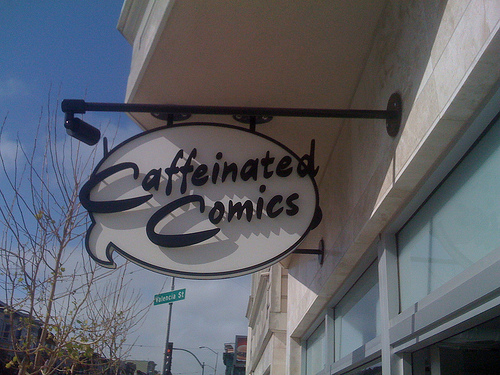 Caffeinated
Comics
Valencia St